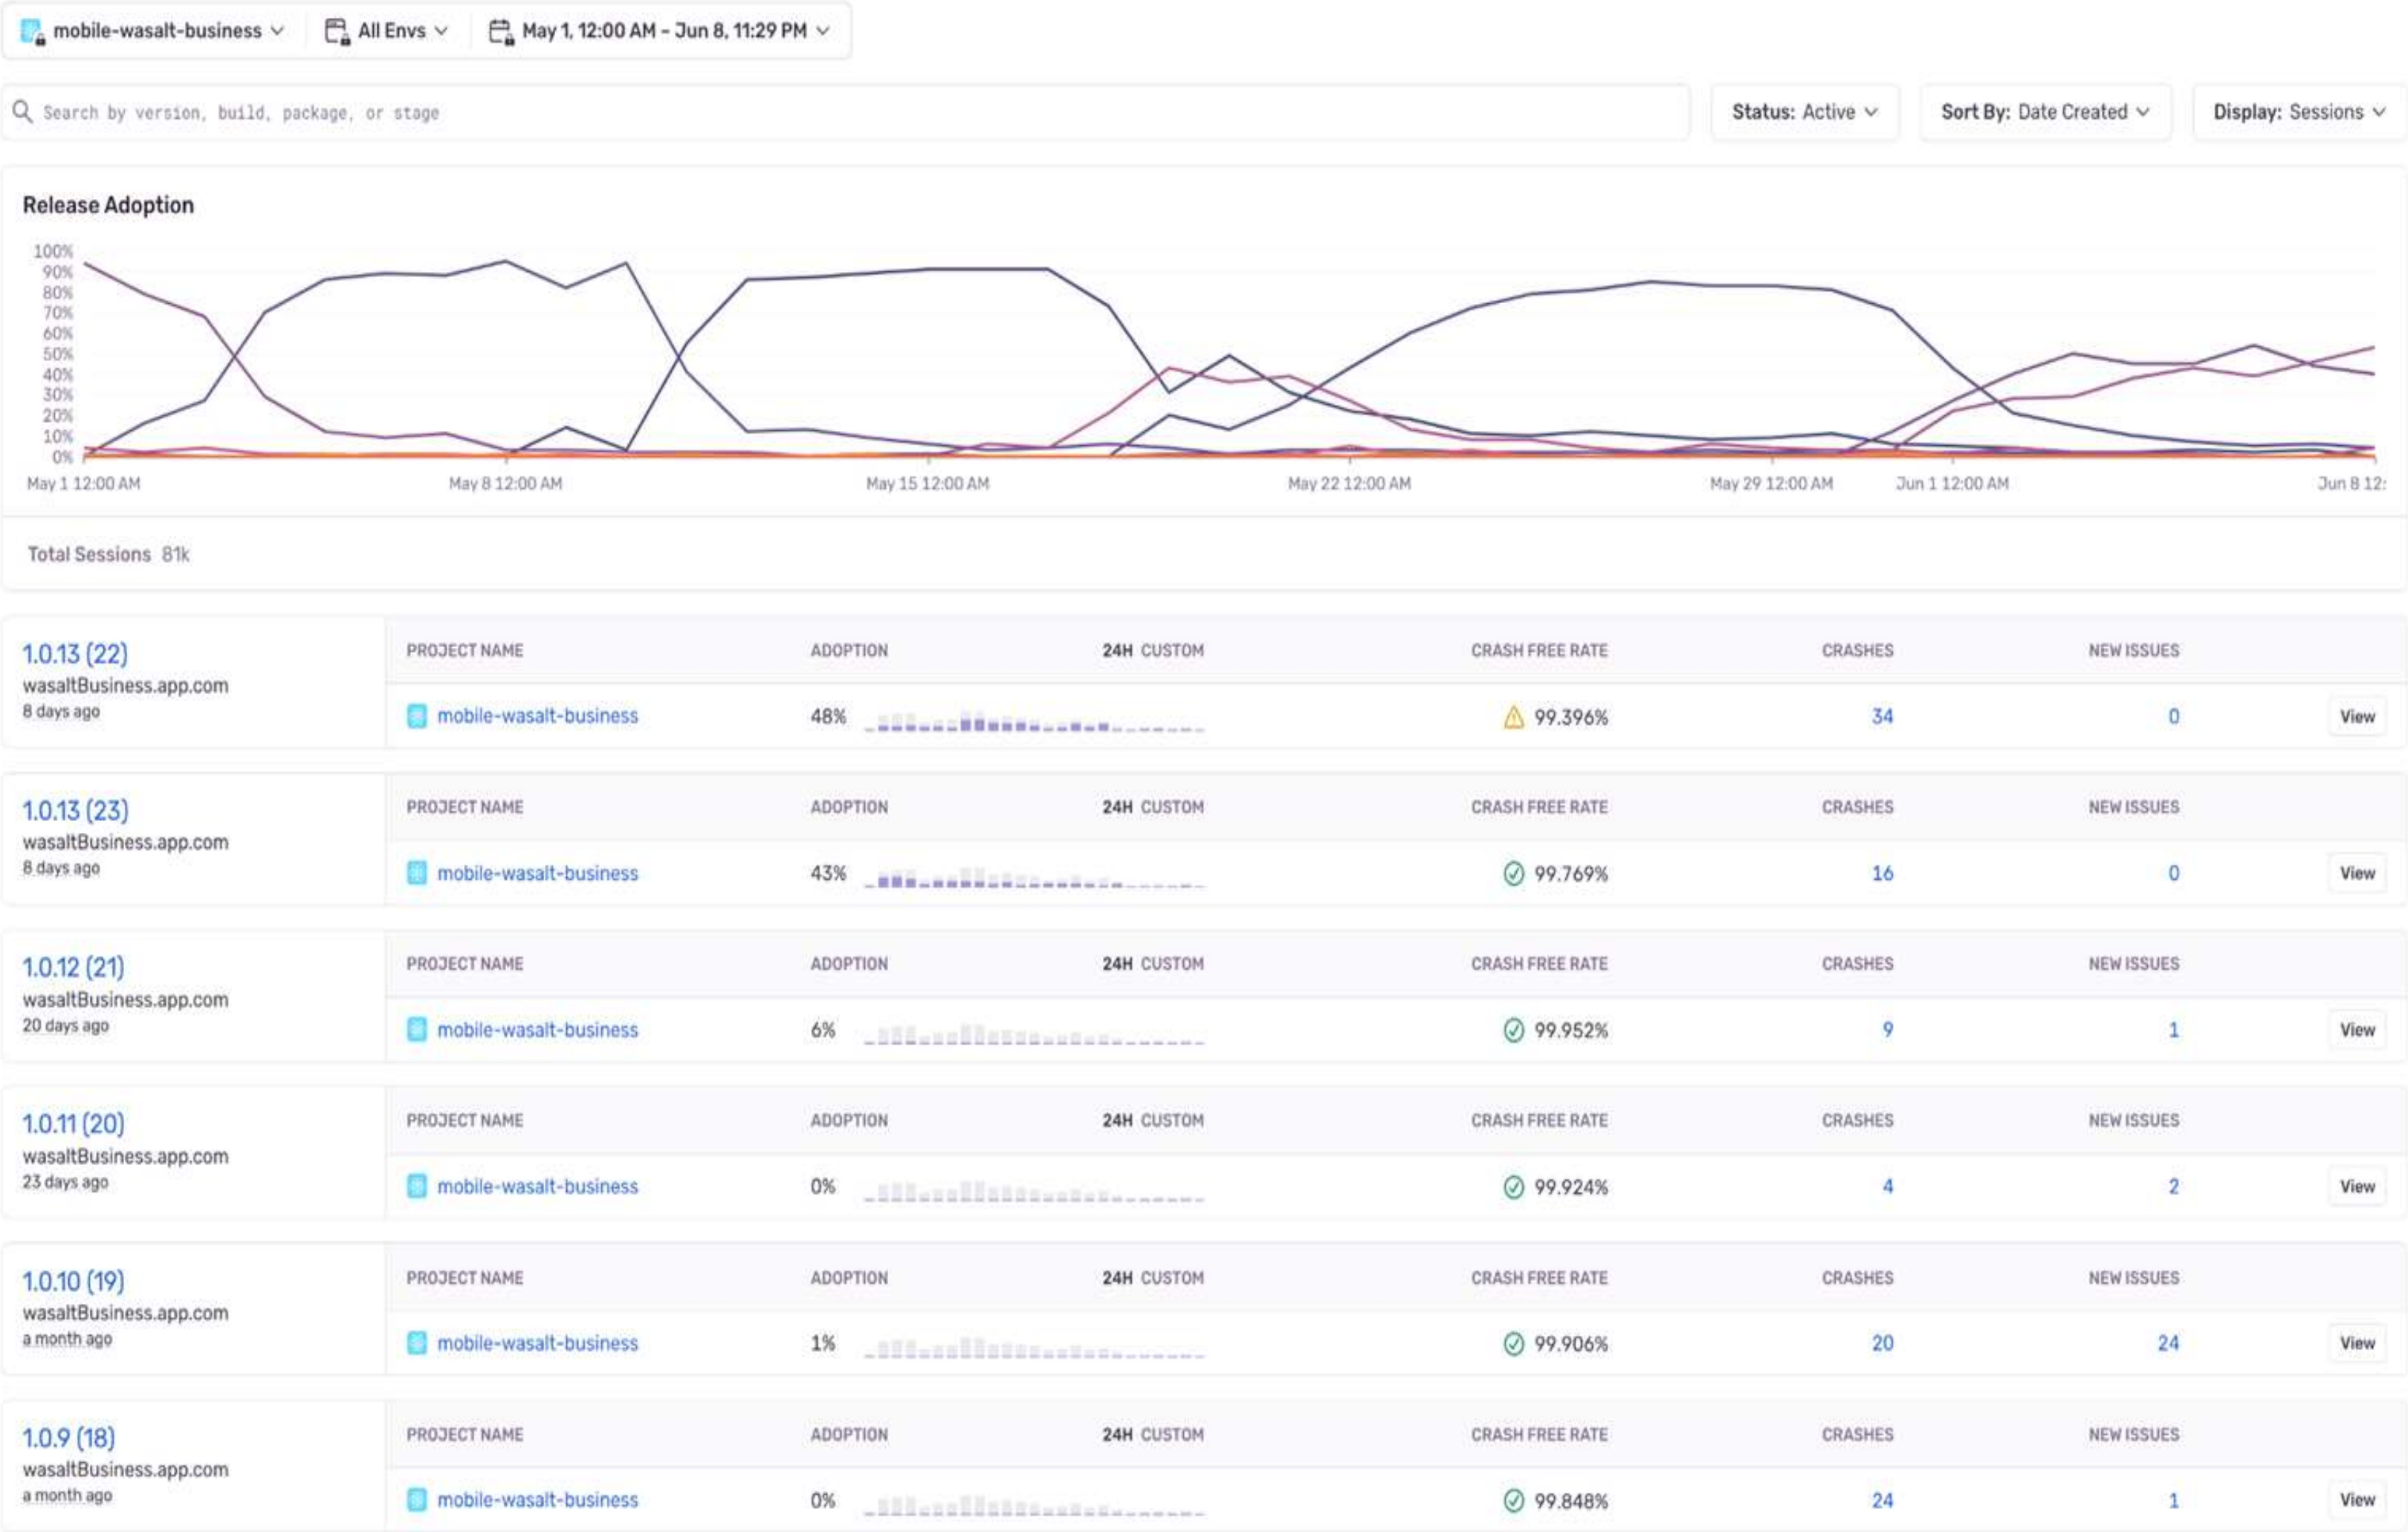 mobile-wasalt-business All Envs May 1, 12:00 AM – Jun 8, 11:29 PM
Search by version, build, package, or stage Status: Active Sort By: Date Created Display: Sessions
Release Adoption
100%
90%
80%
70%
60%
50%
40%
30%
20%
10%
0%
May 1 12:00 AM May 8 12:00 AM May 15 12:00 AM May 22 12:00 AM May 29 12:00 AM Jun 1 12:00 AM Jun 8 12:
Total Sessions 81k
1.0.13 (22)
wasaltBusiness.app.com
8 days ago
PROJECT NAME ADOPTION 24H CUSTOM CRASH FREE RATE CRASHES NEW ISSUES
mobile-wasalt-business 48% 99.396% 34 0 View
1.0.13 (23)
wasaltBusiness.app.com
8 days ago
PROJECT NAME ADOPTION 24H CUSTOM CRASH FREE RATE CRASHES NEW ISSUES
mobile-wasalt-business 43% 99.769% 16 0 View
1.0.12 (21)
wasaltBusiness.app.com
20 days ago
PROJECT NAME ADOPTION 24H CUSTOM CRASH FREE RATE CRASHES NEW ISSUES
mobile-wasalt-business 6% 99.952% 9 1 View
1.0.11 (20)
wasaltBusiness.app.com
23 days ago
PROJECT NAME ADOPTION 24H CUSTOM CRASH FREE RATE CRASHES NEW ISSUES
mobile-wasalt-business 0% 99.924% 4 2 View
1.0.10 (19)
wasaltBusiness.app.com
a month ago
PROJECT NAME ADOPTION 24H CUSTOM CRASH FREE RATE CRASHES NEW ISSUES
mobile-wasalt-business 1% 99.906% 20 24 View
1.0.9 (18)
wasaltBusiness.app.com
a month ago
PROJECT NAME ADOPTION 24H CUSTOM CRASH FREE RATE CRASHES NEW ISSUES
mobile-wasalt-business 0% 99.848% 24 1 View